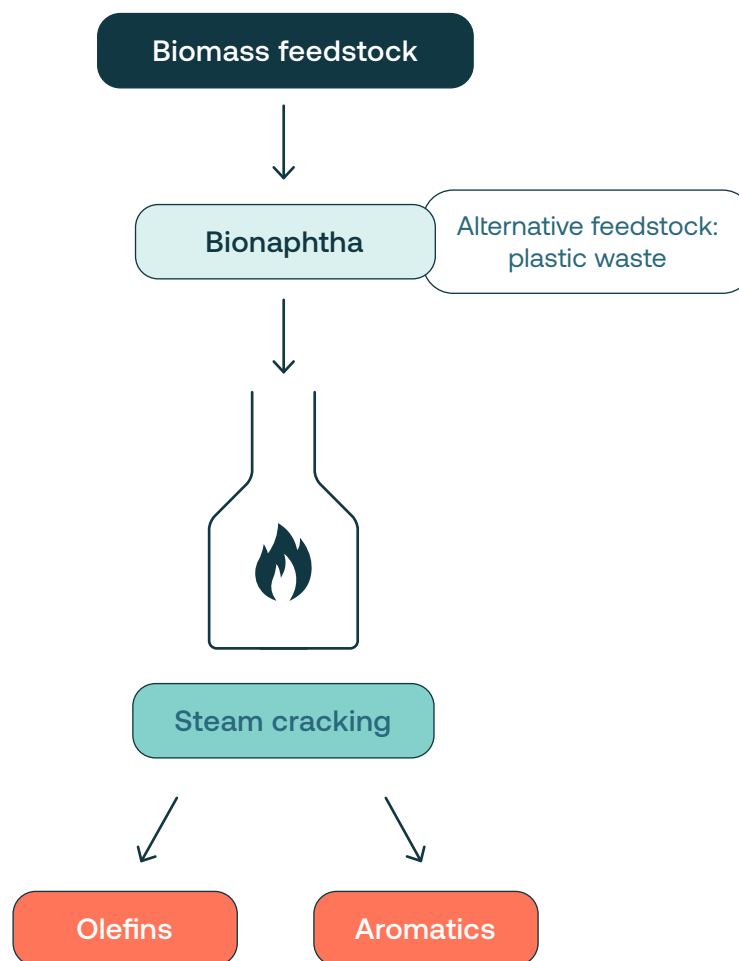 Biomass feedstock
Bionaphtha
Alternative feedstock:
plastic waste
Steam cracking
Olefins
Aromatics